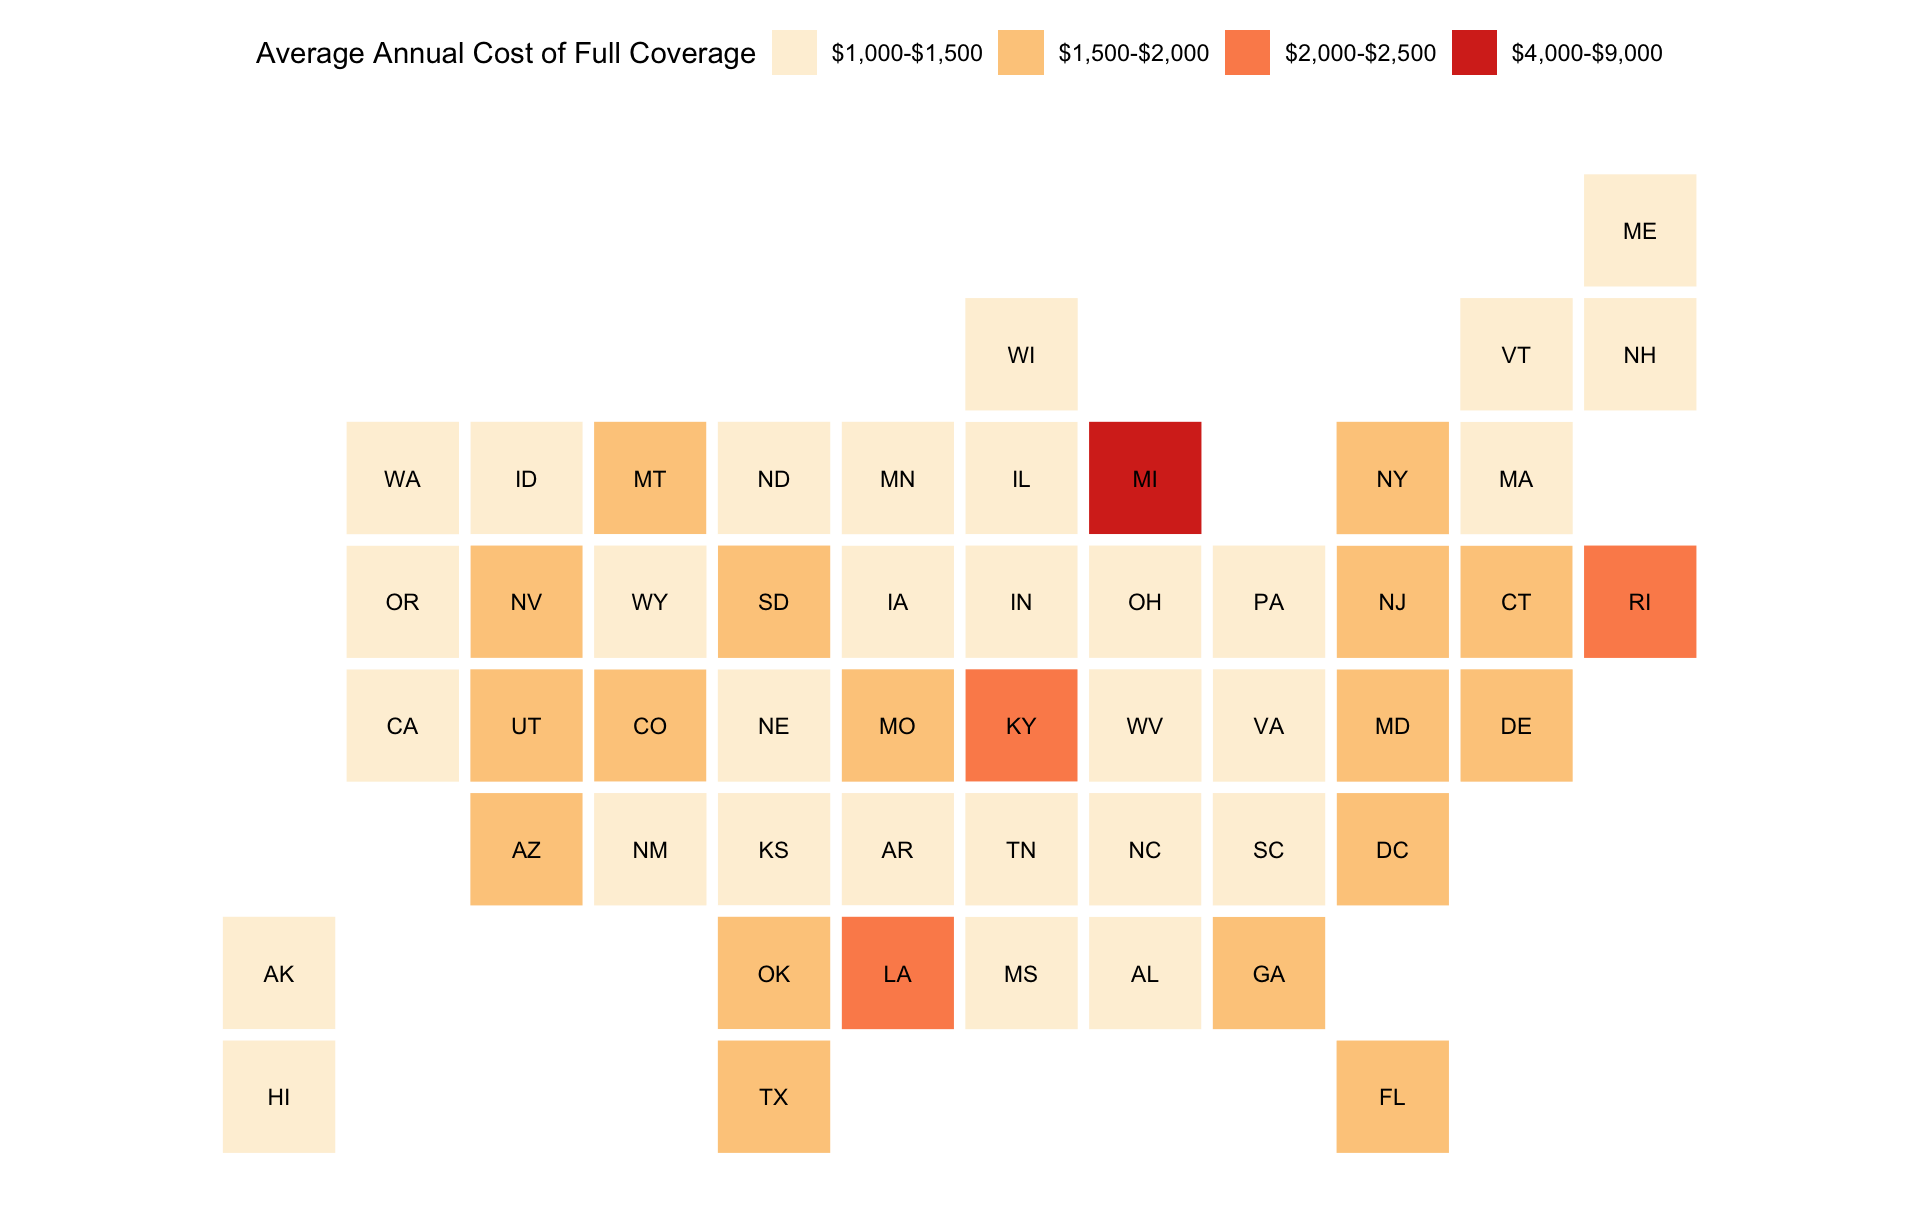 Average Annual Cost of Full Coverage $1,000-$1,500 $1,500-$2,000 $2,000-$2,500 $4,000-$9,000
ME
WI VT NH
WA ID MT ND MN IL MI NY MA
OR NV WY SD IA IN OH PA NJ CT RI
CA UT CO NE MO KY WV VA MD DE
AZ NM KS AR TN NC SC DC
AK OK LA MS AL GA
HI TX FL